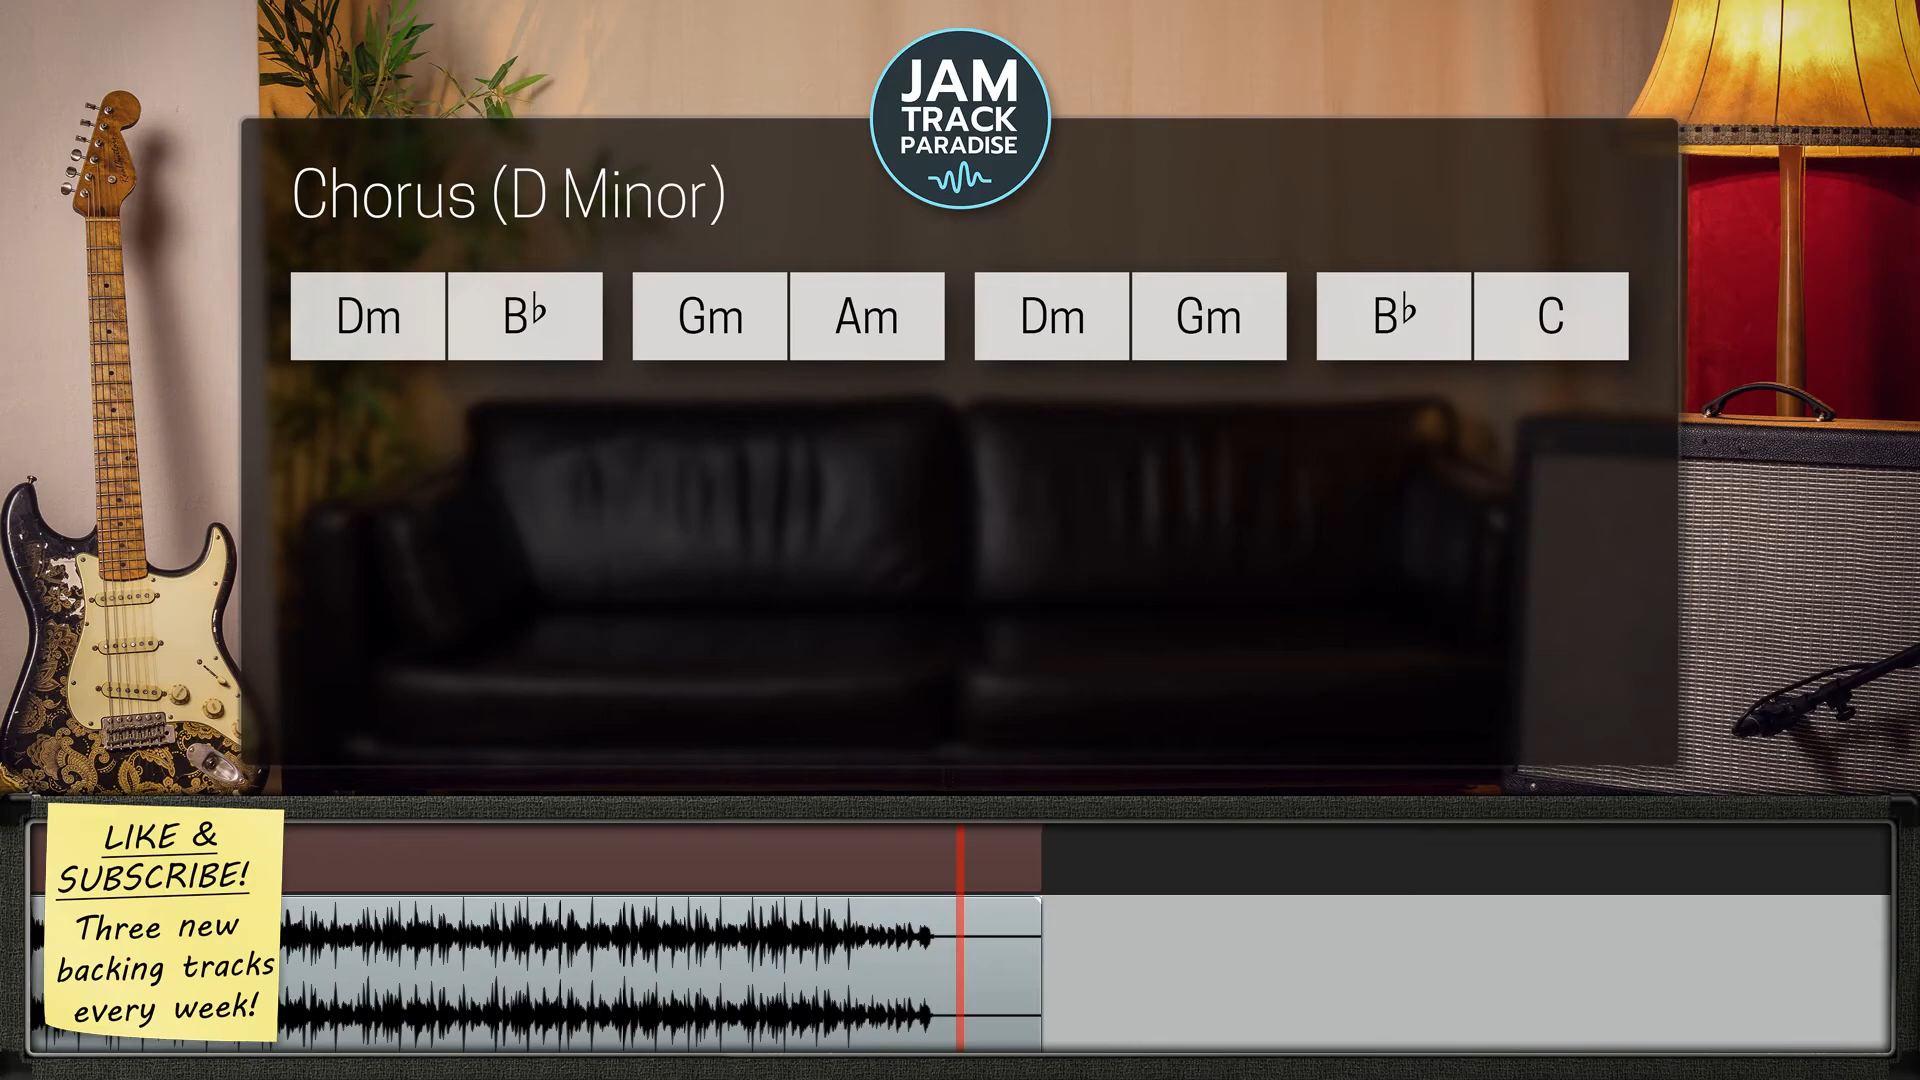 JAM
TRACK
PARADISE
Chorus (D Minor)
Dm B♭ Gm Am Dm Gm B♭ C
LIKE &
SUBSCRIBE!
Three new
backing tracks
every week!